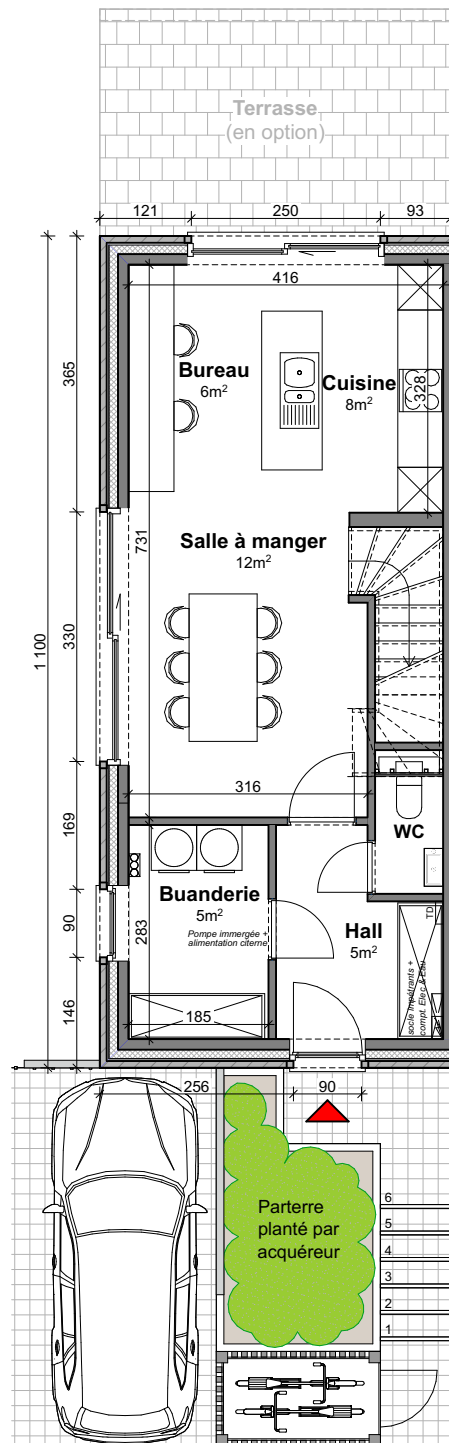 Terrasse
(en option)
121 250 93
416
Bureau
6m²
Cuisine
8m²
328
365
731
Salle à manger
12m²
330
1 100
316
169
WC
Buanderie
5m²
Pompe immergée +
alimentation citerne
283
90
Hall
5m²
TD
socle Impétrants +
compt. Elec & Eau
146
185
256 90
Parterre
planté par
acquéreur
6
5
4
3
2
1